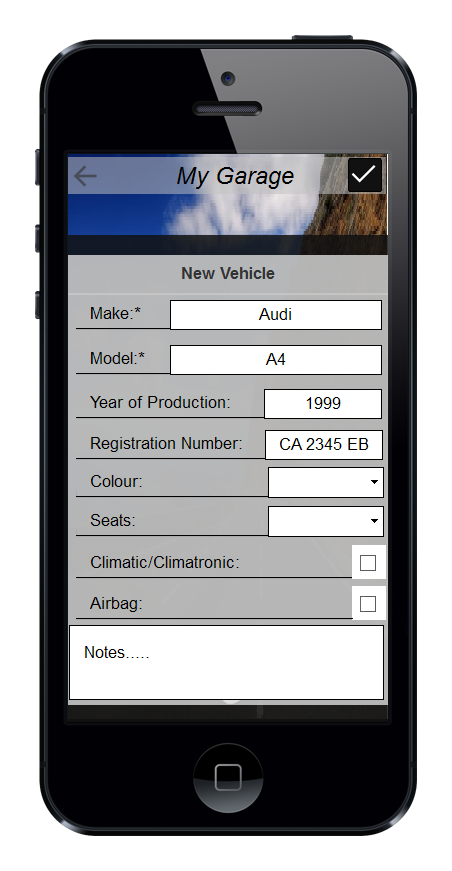 My Garage
New Vehicle
Make:* Audi
Model:* A4
Year of Production: 1999
Registration Number: CA 2345 EB
Colour:
Seats:
Climatic/Climatronic:
Airbag:
Notes.....